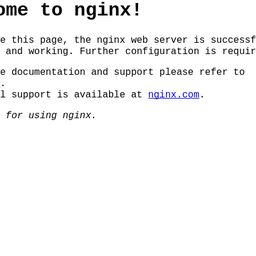 ome to nginx!
e this page, the nginx web server is successf
and working. Further configuration is requir
e documentation and support please refer to
.
l support is available at nginx.com.
for using nginx.